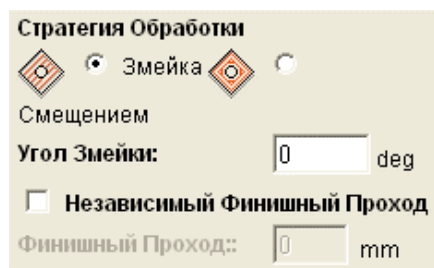 Стратегия Обработки
Змейка
Смещением
Угол Змейки: 0 deg
Независимый Финишный Проход
Финишный Проход:: 0 mm